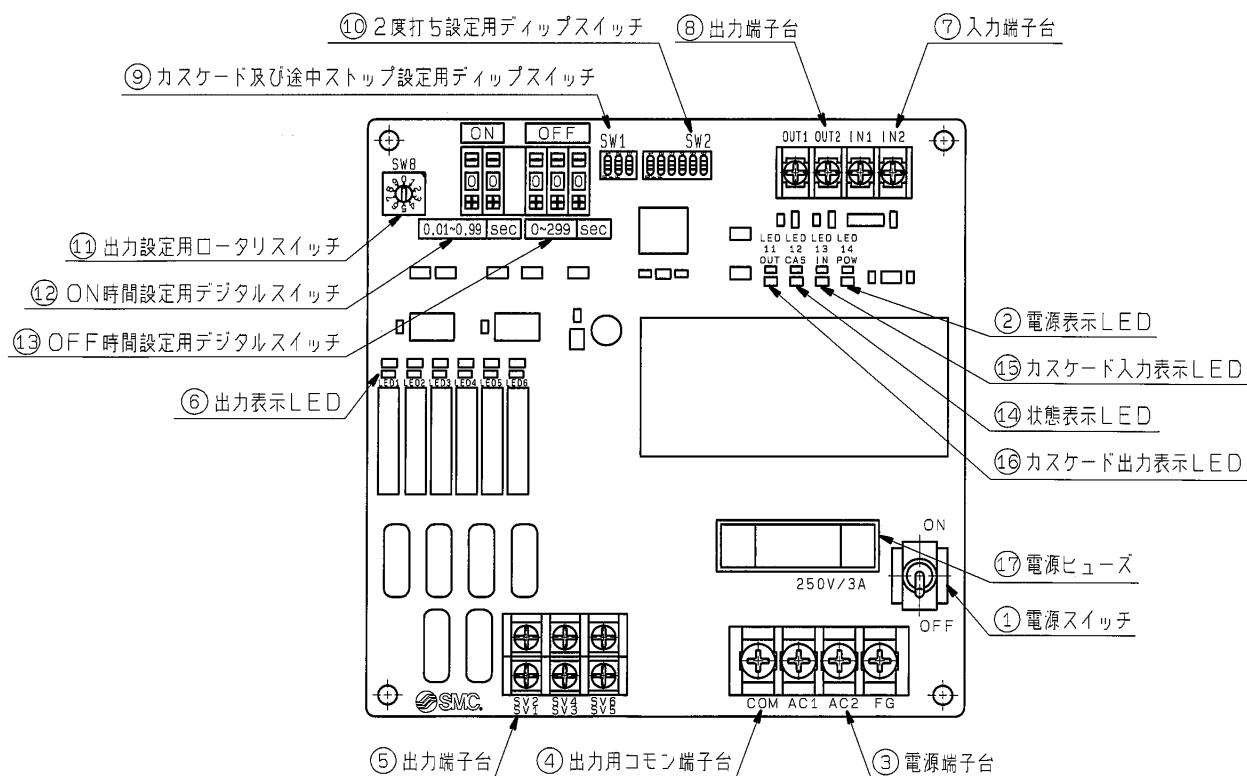 ⑩2度打ち設定用ディップスイッチ
⑧出力端子台
⑦入力端子台
⑨カスケード及び途中ストップ設定用ディップスイッチ
ON
OFF
SW1
SW2
OUT1 OUT2 IN1 IN2
SW8
0 0
0 0 0
0.01~0.99 sec
0~299 sec
⑪出力設定用ロータリスイッチ
LED LED LED LED
11 12 13 14
OUT CAS IN POW
⑫ON時間設定用デジタルスイッチ
②電源表示LED
⑬OFF時間設定用デジタルスイッチ
⑮カスケード入力表示LED
LED1 LED2 LED3 LED4 LED5 LED6
⑥出力表示LED
⑭状態表示LED
⑯カスケード出力表示LED
ON
⑰電源ヒューズ
250V/3A
①電源スイッチ
OFF
SMC
SV2 SV4 SV6
SV1 SV3 SV5
COM AC1 AC2 FG
⑤出力端子台
④出力用コモン端子台
③電源端子台